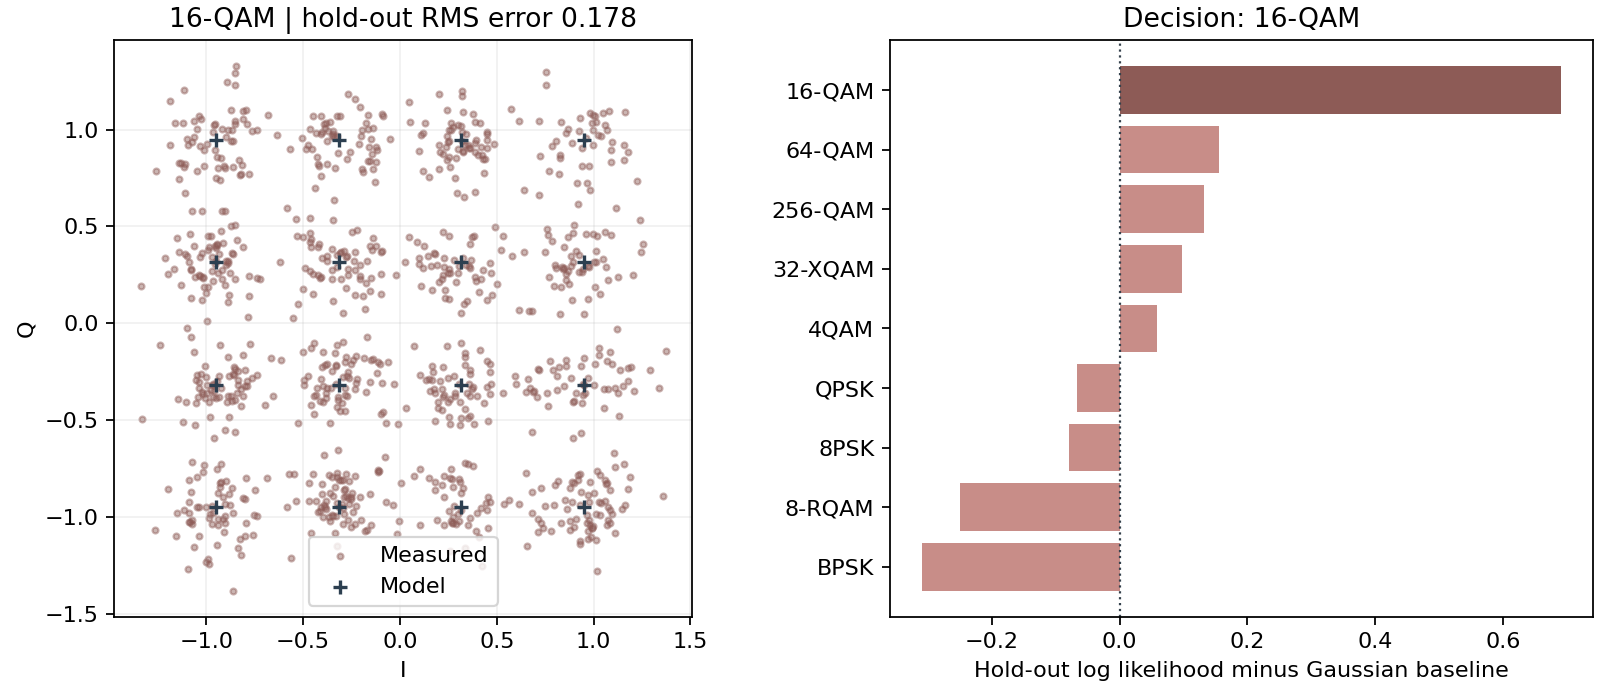 16-QAM | hold-out RMS error 0.178
1.0
0.5
0.0
−0.5
−1.0
−1.5
Q
−1.0
−0.5
0.0
0.5
1.0
1.5
I
Measured
Model
Decision: 16-QAM
16-QAM
64-QAM
256-QAM
32-XQAM
4QAM
QPSK
8PSK
8-RQAM
BPSK
−0.2
0.0
0.2
0.4
0.6
Hold-out log likelihood minus Gaussian baseline